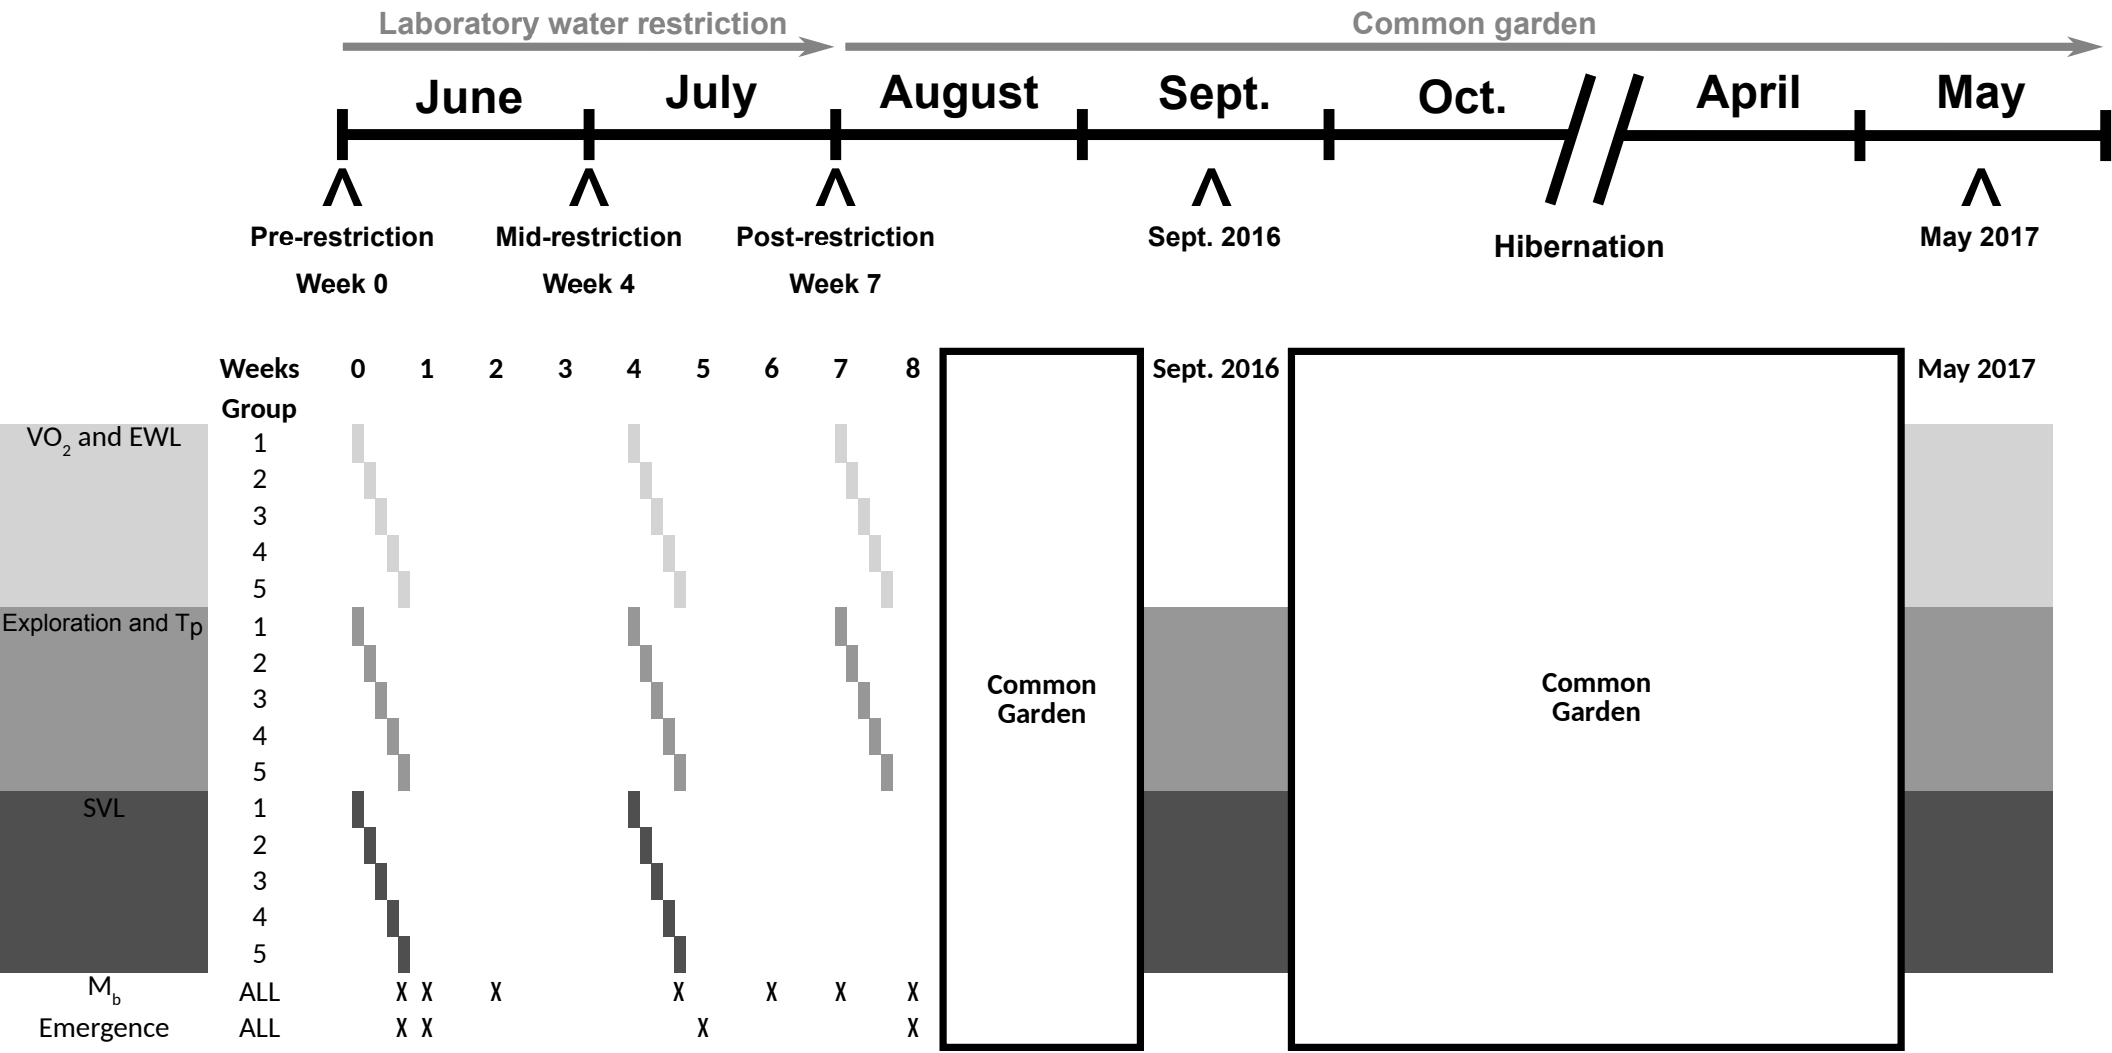 Laboratory water restriction Common garden
June July August Sept. Oct. April May
Pre-restriction Mid-restriction Post-restriction Sept. 2016 Hibernation May 2017
Week 0 Week 4 Week 7
Weeks 0 1 2 3 4 5 6 7 8 Sept. 2016 May 2017
Group
VO2 and EWL 1
2
3
4
5
Exploration and Tp 1
2
3
4
5
Common Garden
Common Garden
SVL 1
2
3
4
5
Mb ALL X X X X X X X
Emergence ALL X X X X